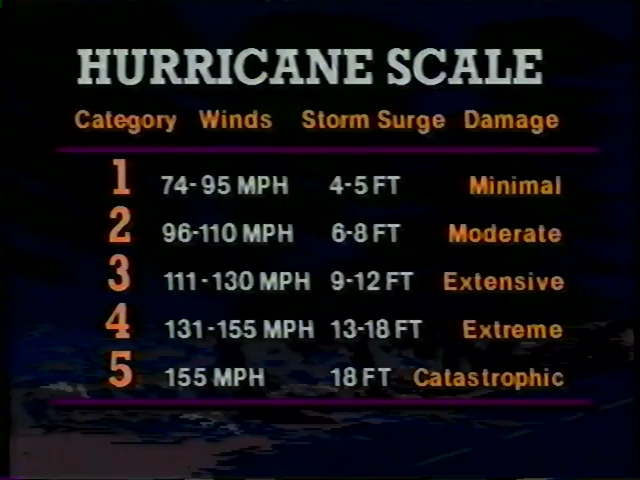 HURRICANE SCALE
Category Winds Storm Surge Damage
1 74-95 MPH 4-5 FT Minimal
2 96-110 MPH 6-8 FT Moderate
3 111-130 MPH 9-12 FT Extensive
4 131-155 MPH 13-18 FT Extreme
5 155 MPH 18 FT Catastrophic